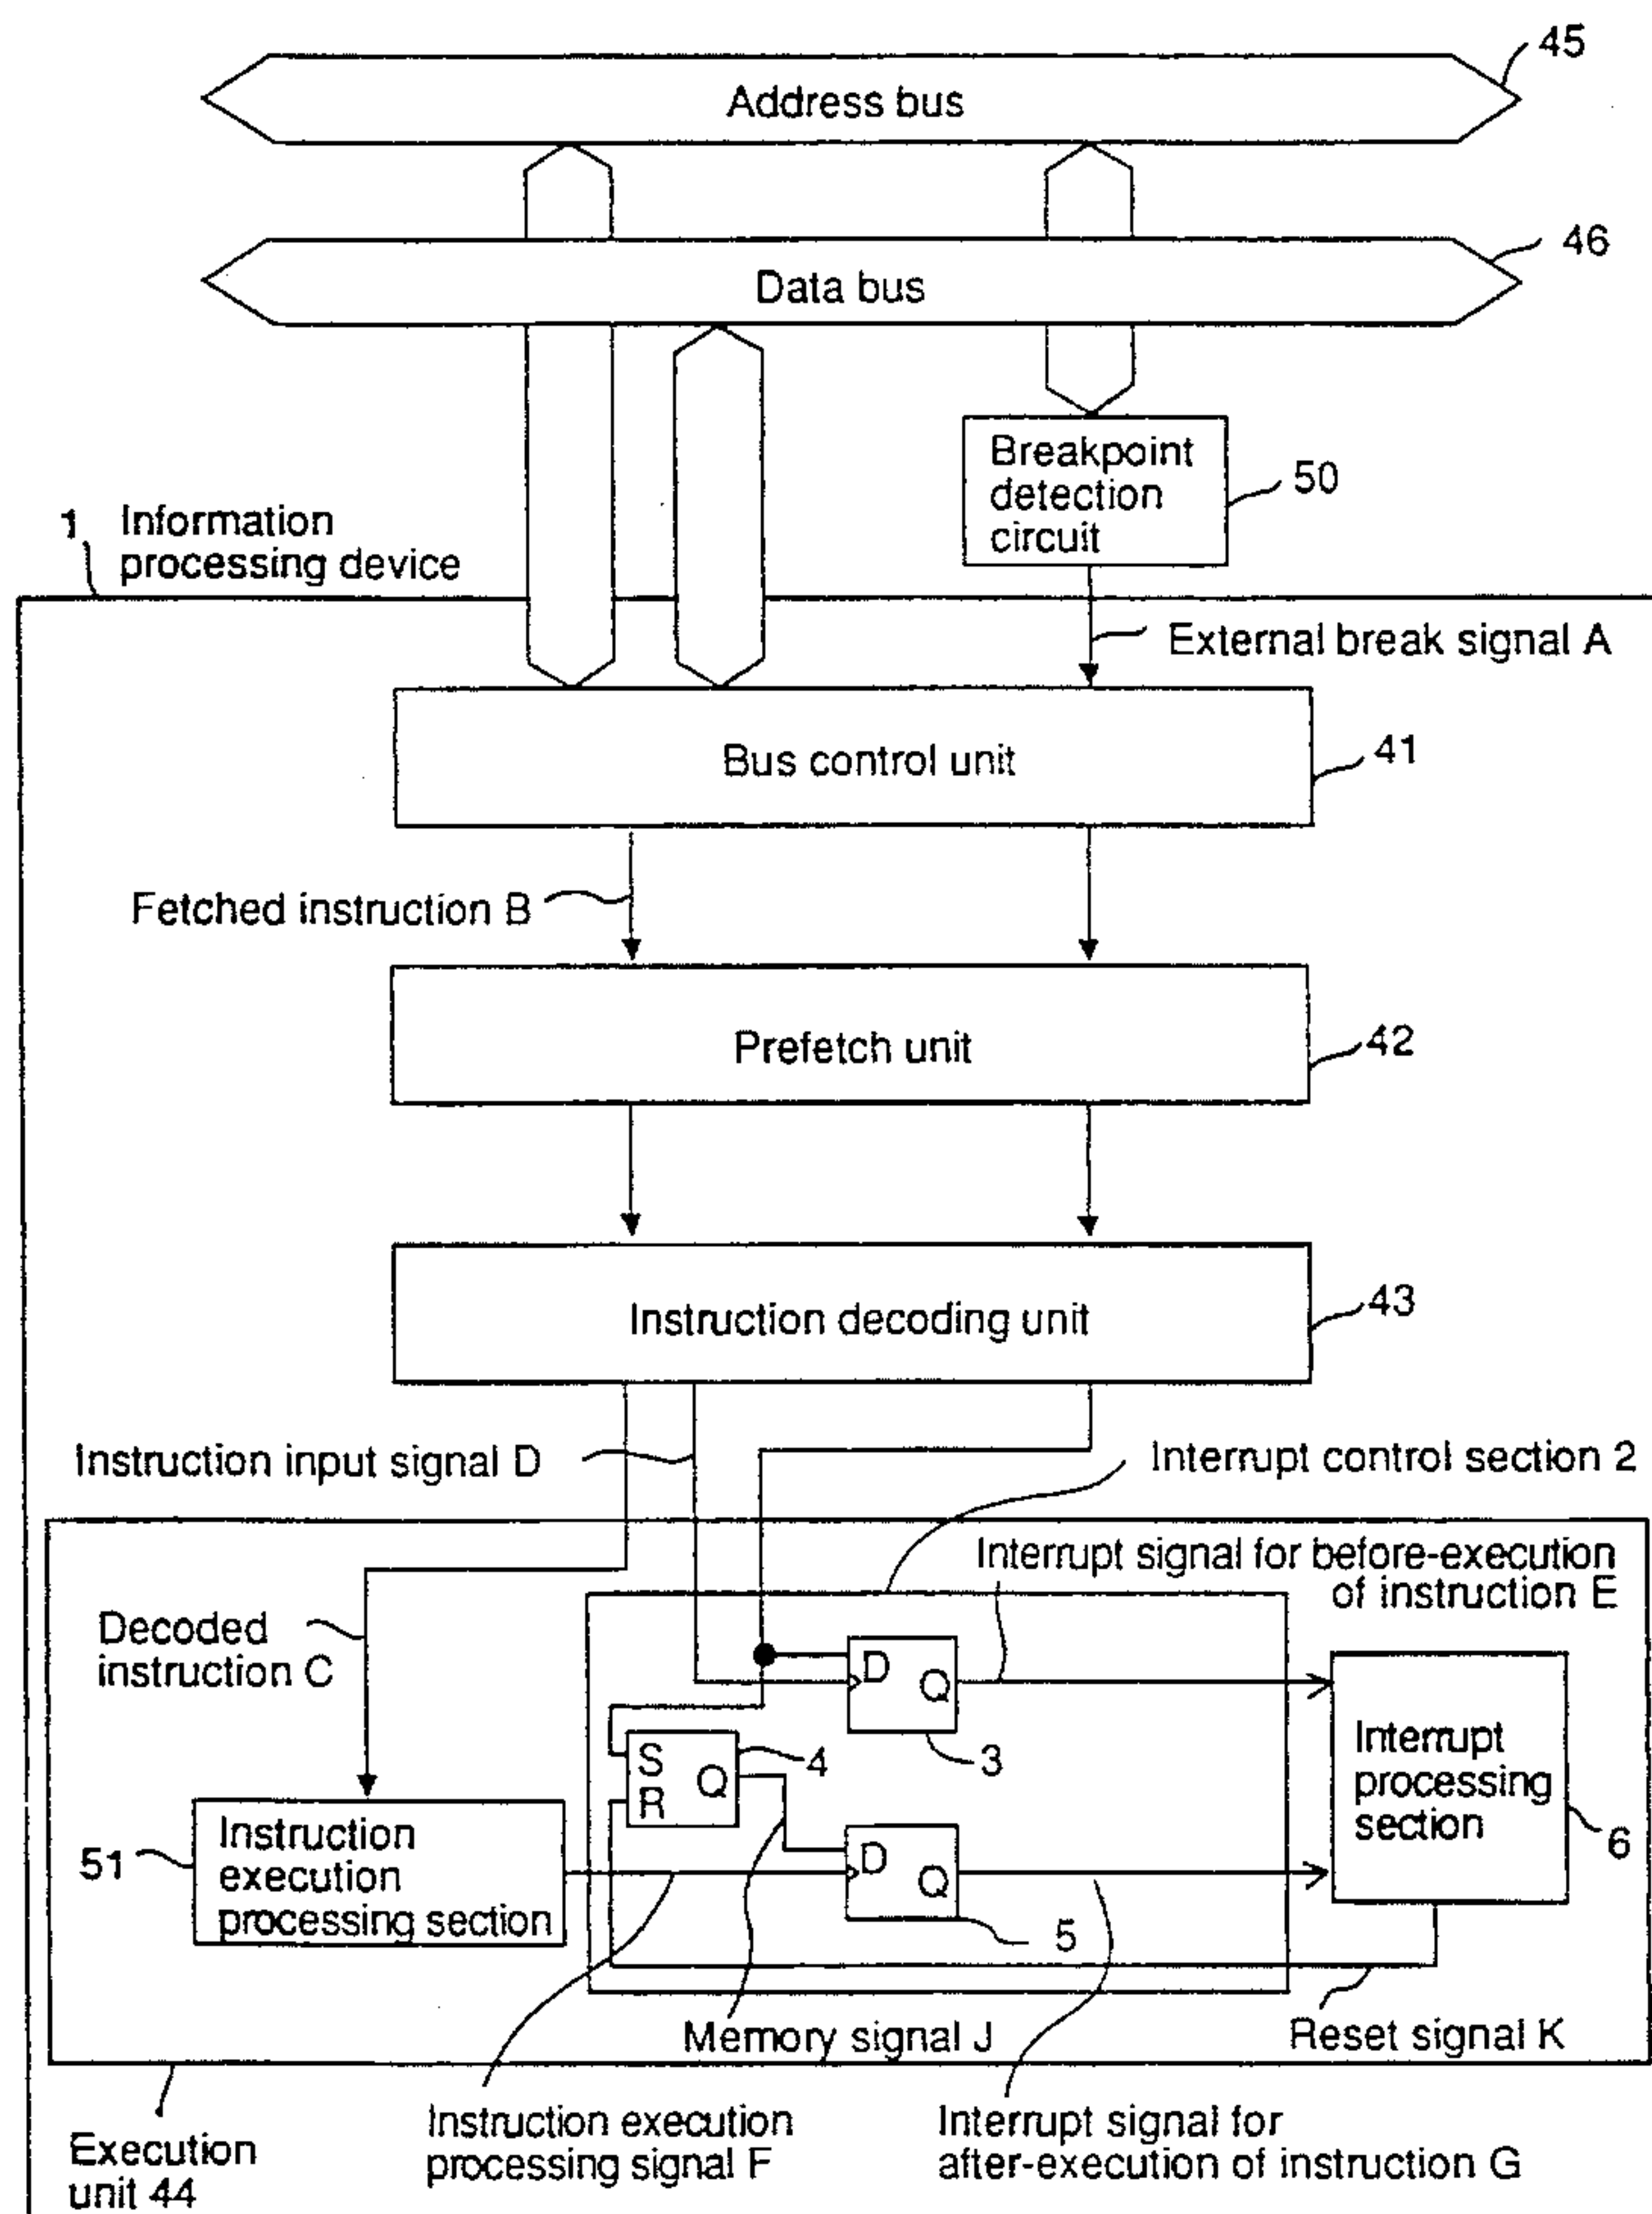 45
Address bus
46
Data bus
Breakpoint
detection
circuit
50
1
Information
processing device
External break signal A
Bus control unit
41
Fetched instruction B
Prefetch unit
42
Instruction decoding unit
43
Instruction input signal D
Interrupt control section 2
Interrupt signal for before-execution
of instruction E
Decoded
instruction C
D
Q
3
S
R
Q
4
Interrupt
processing
section
6
Instruction
execution
processing section
51
D
Q
5
Memory signal J
Reset signal K
Instruction execution
processing signal F
Interrupt signal for
after-execution of instruction G
Execution
unit 44